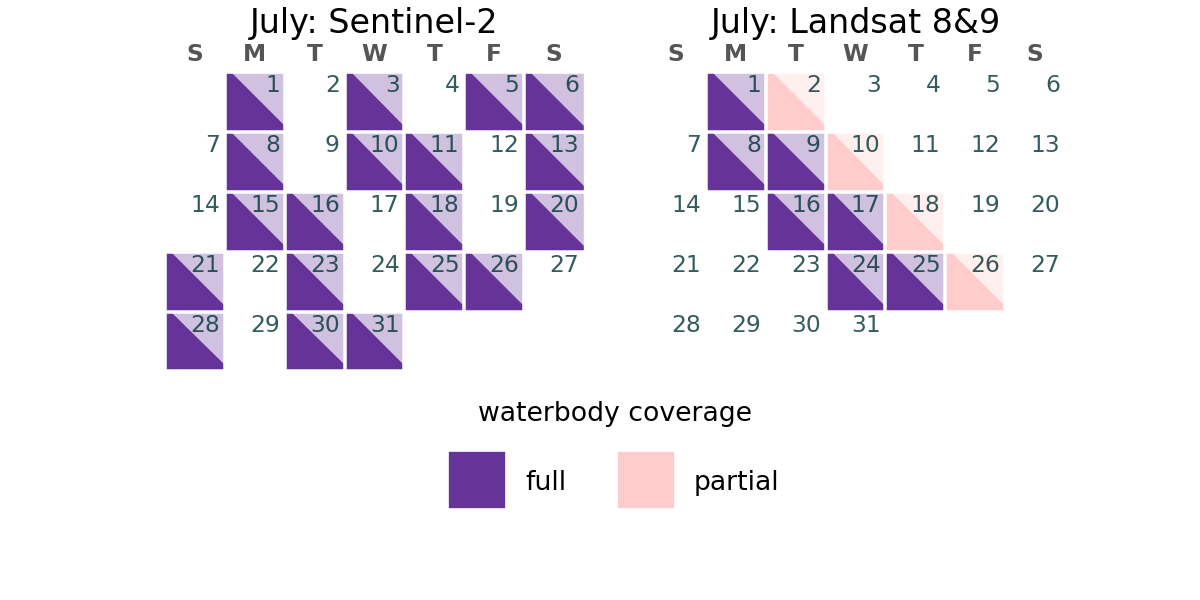 July: Sentinel-2
S M T W T F S
1 2 3 4 5 6
7 8 9 10 11 12 13
14 15 16 17 18 19 20
21 22 23 24 25 26 27
28 29 30 31
July: Landsat 8&9
S M T W T F S
1 2 3 4 5 6
7 8 9 10 11 12 13
14 15 16 17 18 19 20
21 22 23 24 25 26 27
28 29 30 31
waterbody coverage
full partial